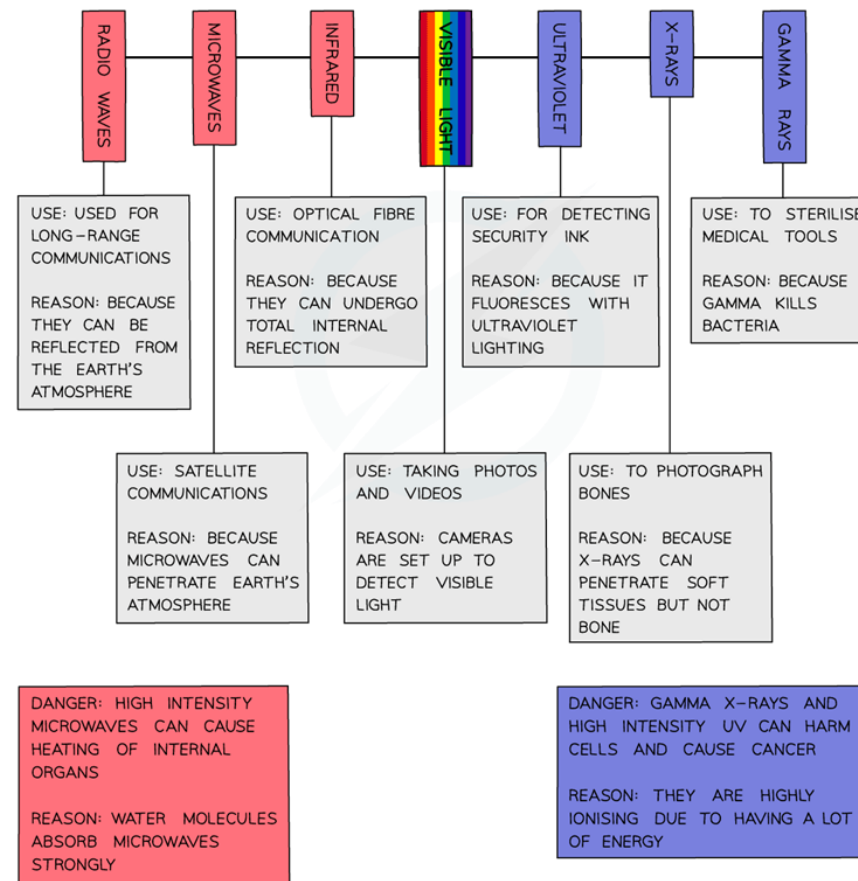 RADIO WAVES
MICROWAVES
INFRARED
VISIBLE LIGHT
ULTRAVIOLET
X-RAYS
GAMMA RAYS
USE: USED FOR
LONG-RANGE
COMMUNICATIONS
REASON: BECAUSE
THEY CAN BE
REFLECTED FROM
THE EARTH'S
ATMOSPHERE
USE: OPTICAL FIBRE
COMMUNICATION
REASON: BECAUSE
THEY CAN UNDERGO
TOTAL INTERNAL
REFLECTION
USE: FOR DETECTING
SECURITY INK
REASON: BECAUSE IT
FLUORESCES WITH
ULTRAVIOLET
LIGHTING
USE: TO STERILISE
MEDICAL TOOLS
REASON: BECAUSE
GAMMA KILLS
BACTERIA
USE: SATELLITE
COMMUNICATIONS
REASON: BECAUSE
MICROWAVES CAN
PENETRATE EARTH'S
ATMOSPHERE
USE: TAKING PHOTOS
AND VIDEOS
REASON: CAMERAS
ARE SET UP TO
DETECT VISIBLE
LIGHT
USE: TO PHOTOGRAPH
BONES
REASON: BECAUSE
X-RAYS CAN
PENETRATE SOFT
TISSUES BUT NOT
BONE
DANGER: HIGH INTENSITY
MICROWAVES CAN CAUSE
HEATING OF INTERNAL
ORGANS
REASON: WATER MOLECULES
ABSORB MICROWAVES
STRONGLY
DANGER: GAMMA X-RAYS AND
HIGH INTENSITY UV CAN HARM
CELLS AND CAUSE CANCER
REASON: THEY ARE HIGHLY
IONISING DUE TO HAVING A LOT
OF ENERGY